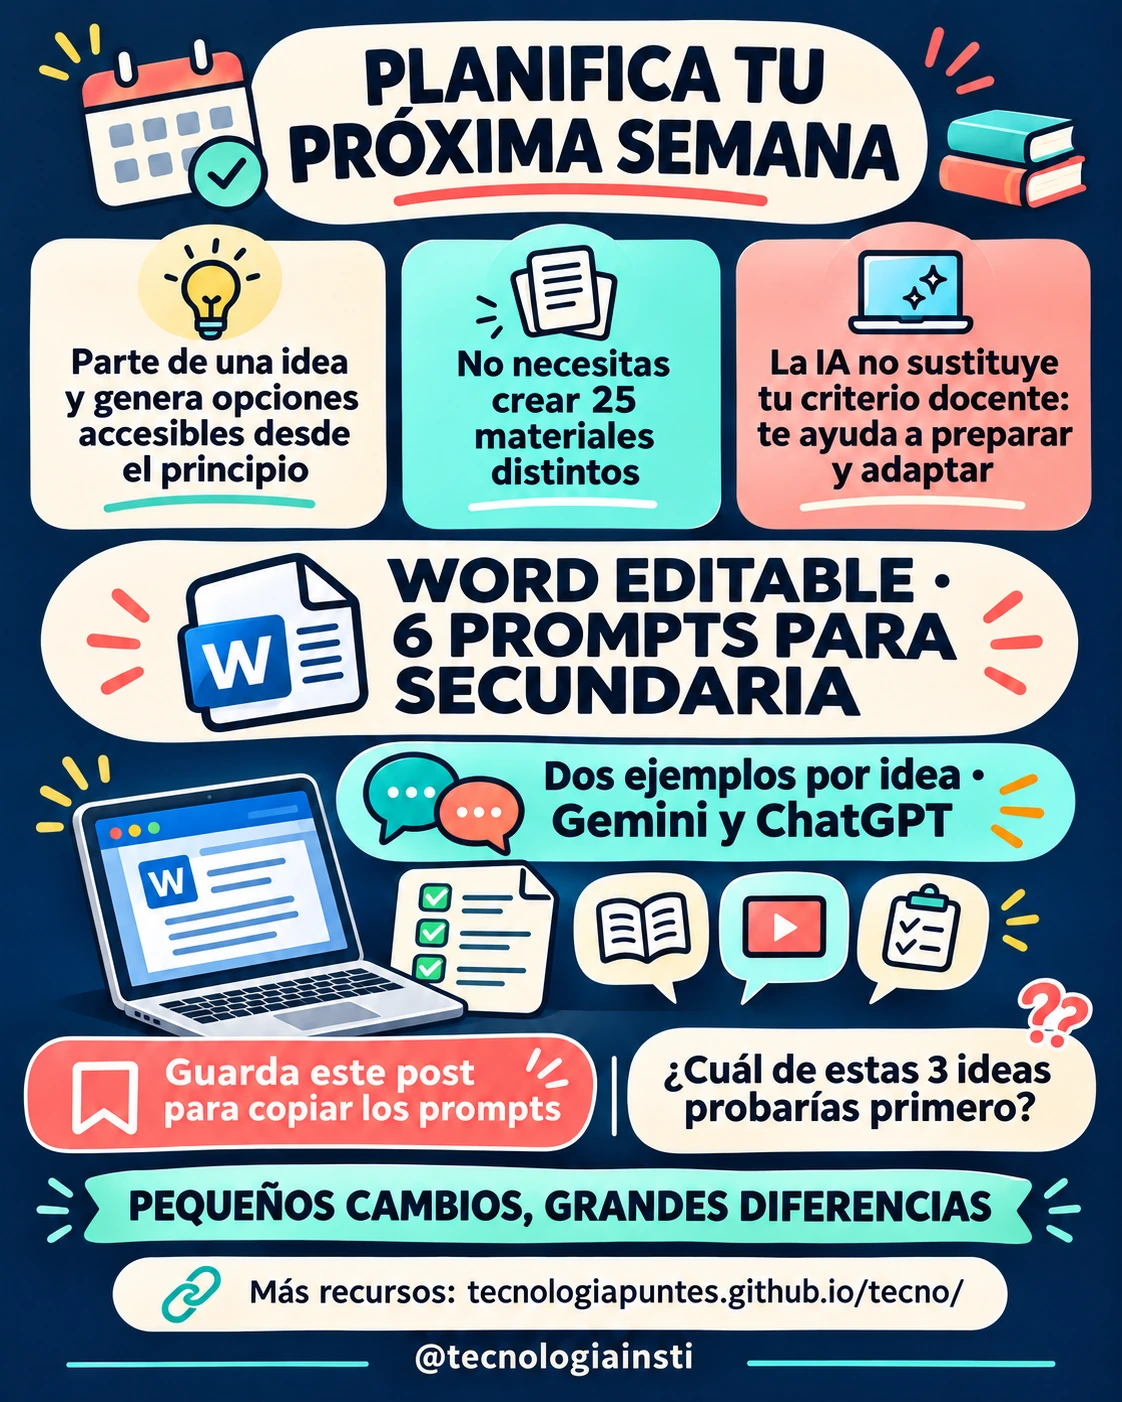 PLANIFICA TU
PRÓXIMA SEMANA
Parte de una idea
y genera opciones
accesibles desde
el principio
No necesitas
crear 25
materiales
distintos
La IA no sustituye
tu criterio docente:
te ayuda a preparar
y adaptar
W
WORD EDITABLE •
6 PROMPTS PARA
SECUNDARIA
Dos ejemplos por idea •
Gemini y ChatGPT
W
??
Guarda este post
para copiar los prompts
¿Cuál de estas 3 ideas
probarías primero?
PEQUEÑOS CAMBIOS, GRANDES DIFERENCIAS
Más recursos: tecnologiapuntes.github.io/tecno/
@tecnologiainsti